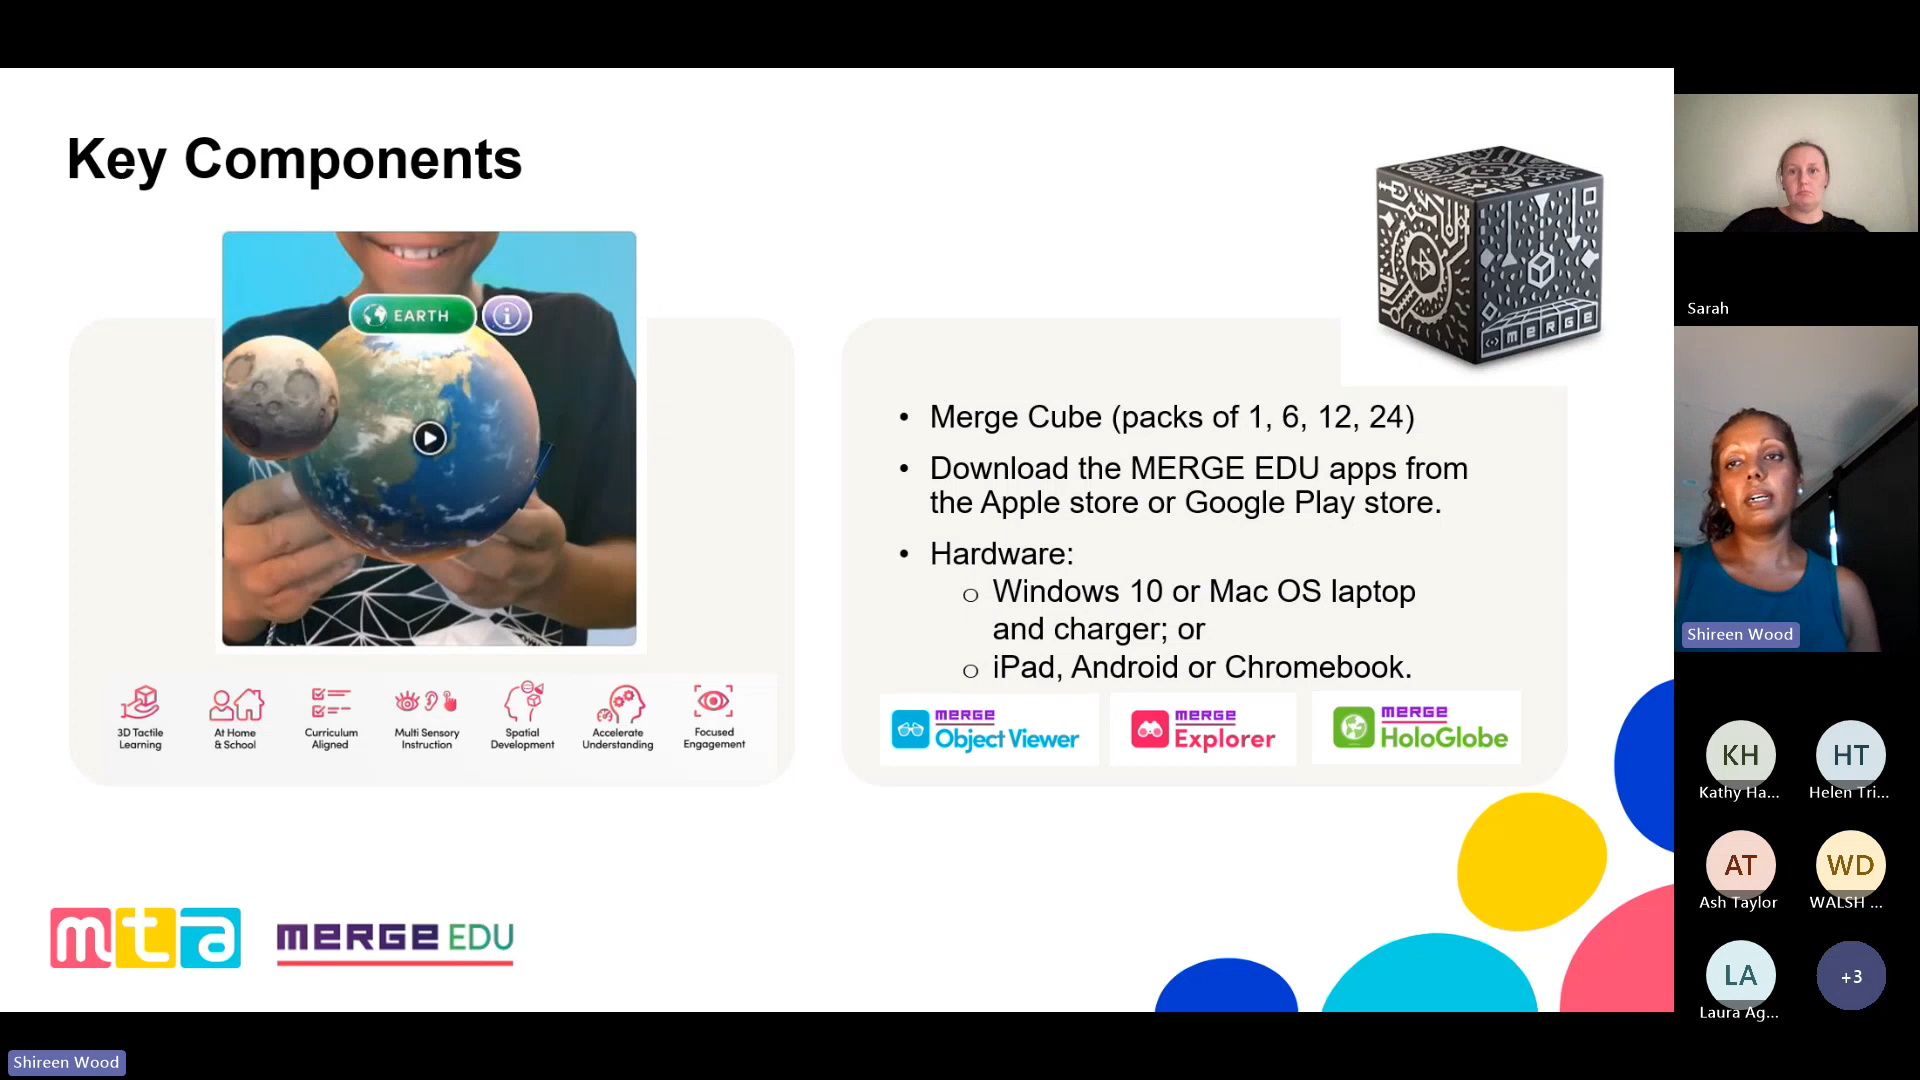 Key Components
EARTH
MERGE
3D Tactile
Learning
At Home
& School
Curriculum
Aligned
Multi Sensory
Instruction
Spatial
Development
Accelerate
Understanding
Focused
Engagement
• Merge Cube (packs of 1, 6, 12, 24)
• Download the MERGE EDU apps from
the Apple store or Google Play store.
• Hardware:
o Windows 10 or Mac OS laptop
and charger; or
o iPad, Android or Chromebook.
MERGE
Object Viewer
MERGE
Explorer
MERGE
HoloGlobe
mta
MERGE EDU
Sarah
Shireen Wood
KH
Kathy Ha...
HT
Helen Tri...
AT
Ash Taylor
WD
WALSH ...
LA
Laura Ag...
+3
Shireen Wood